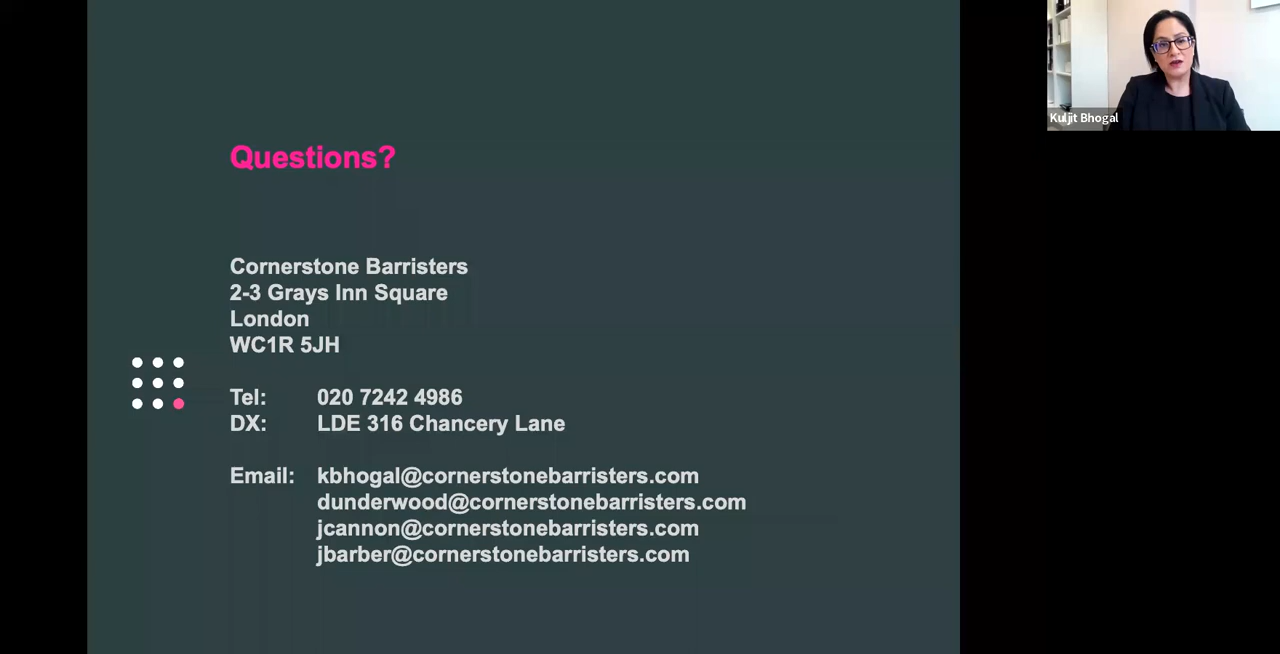 Questions?
Cornerstone Barristers
2-3 Grays Inn Square
London
WC1R 5JH
Tel: 020 7242 4986
DX: LDE 316 Chancery Lane
Email: kbhogal@cornerstonebarristers.com
dunderwood@cornerstonebarristers.com
jcannon@cornerstonebarristers.com
jbarber@cornerstonebarristers.com
Kuljit Bhogal